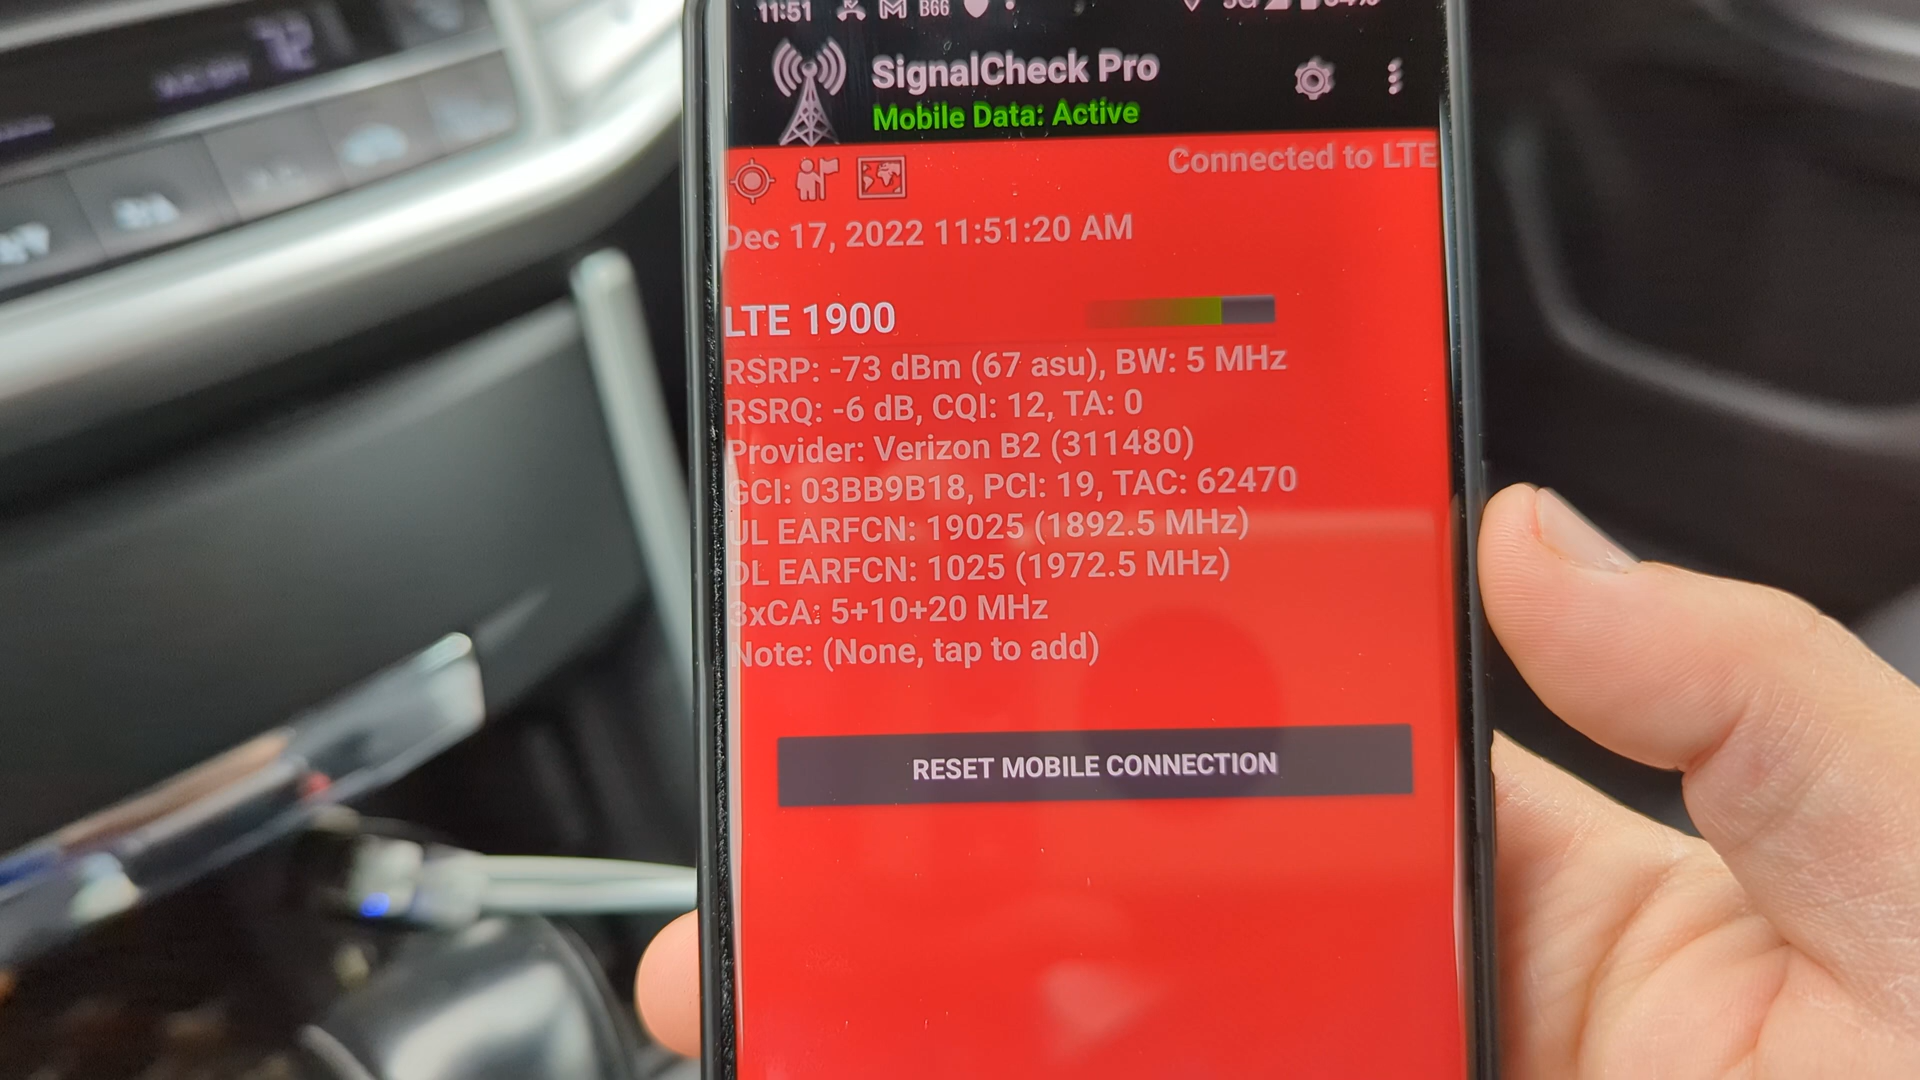 11:51 B66
SignalCheck Pro
Mobile Data: Active
Connected to LTE
Dec 17, 2022 11:51:20 AM
LTE 1900
RSRP: -73 dBm (67 asu), BW: 5 MHz
RSRQ: -6 dB, CQI: 12, TA: 0
Provider: Verizon B2 (311480)
GCI: 03BB9B18, PCI: 19, TAC: 62470
UL EARFCN: 19025 (1892.5 MHz)
DL EARFCN: 1025 (1972.5 MHz)
3xCA: 5+10+20 MHz
Note: (None, tap to add)
RESET MOBILE CONNECTION